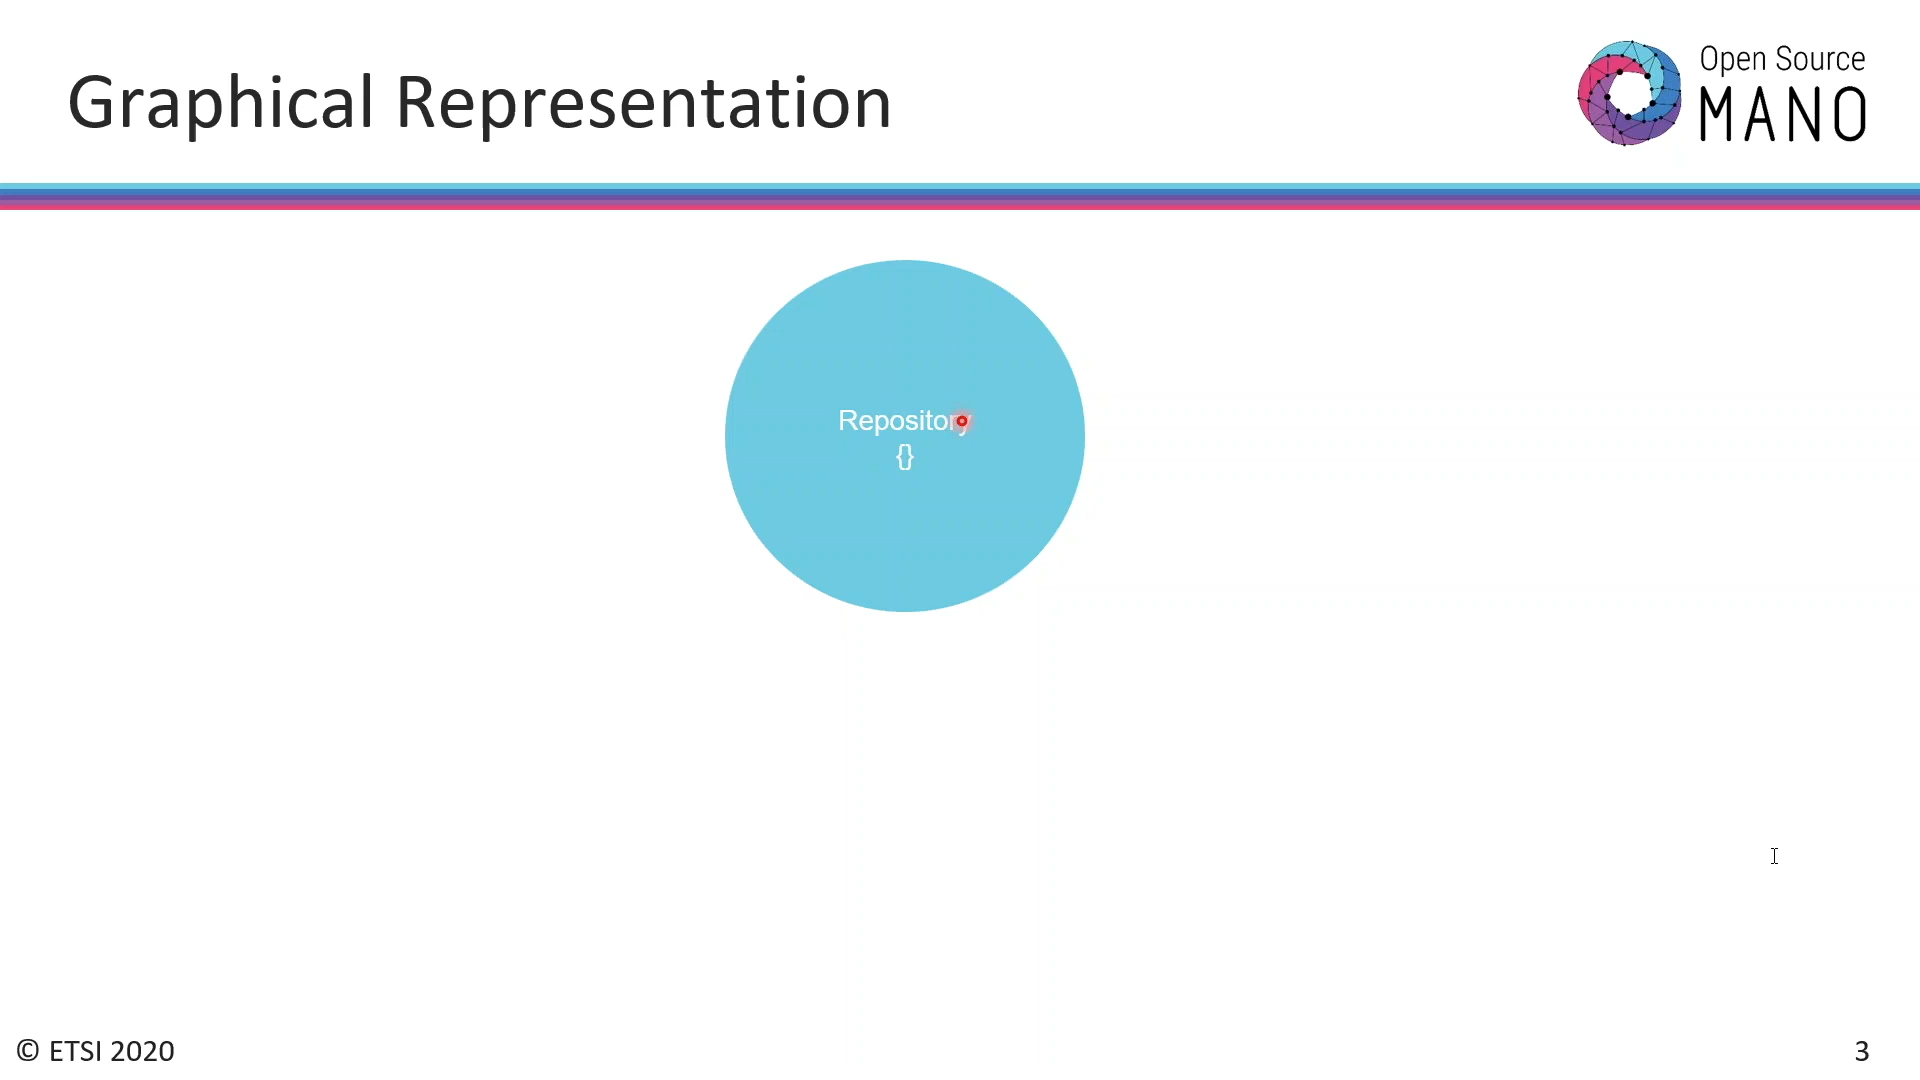 Graphical Representation
Open Source
MANO
Repository
{}
© ETSI 2020
3